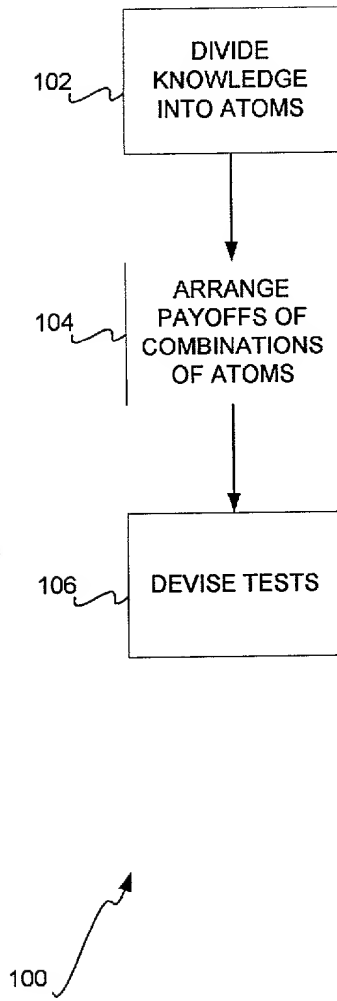 102
DIVIDE
KNOWLEDGE
INTO ATOMS
104
ARRANGE
PAYOFFS OF
COMBINATIONS
OF ATOMS
106
DEVISE TESTS
100